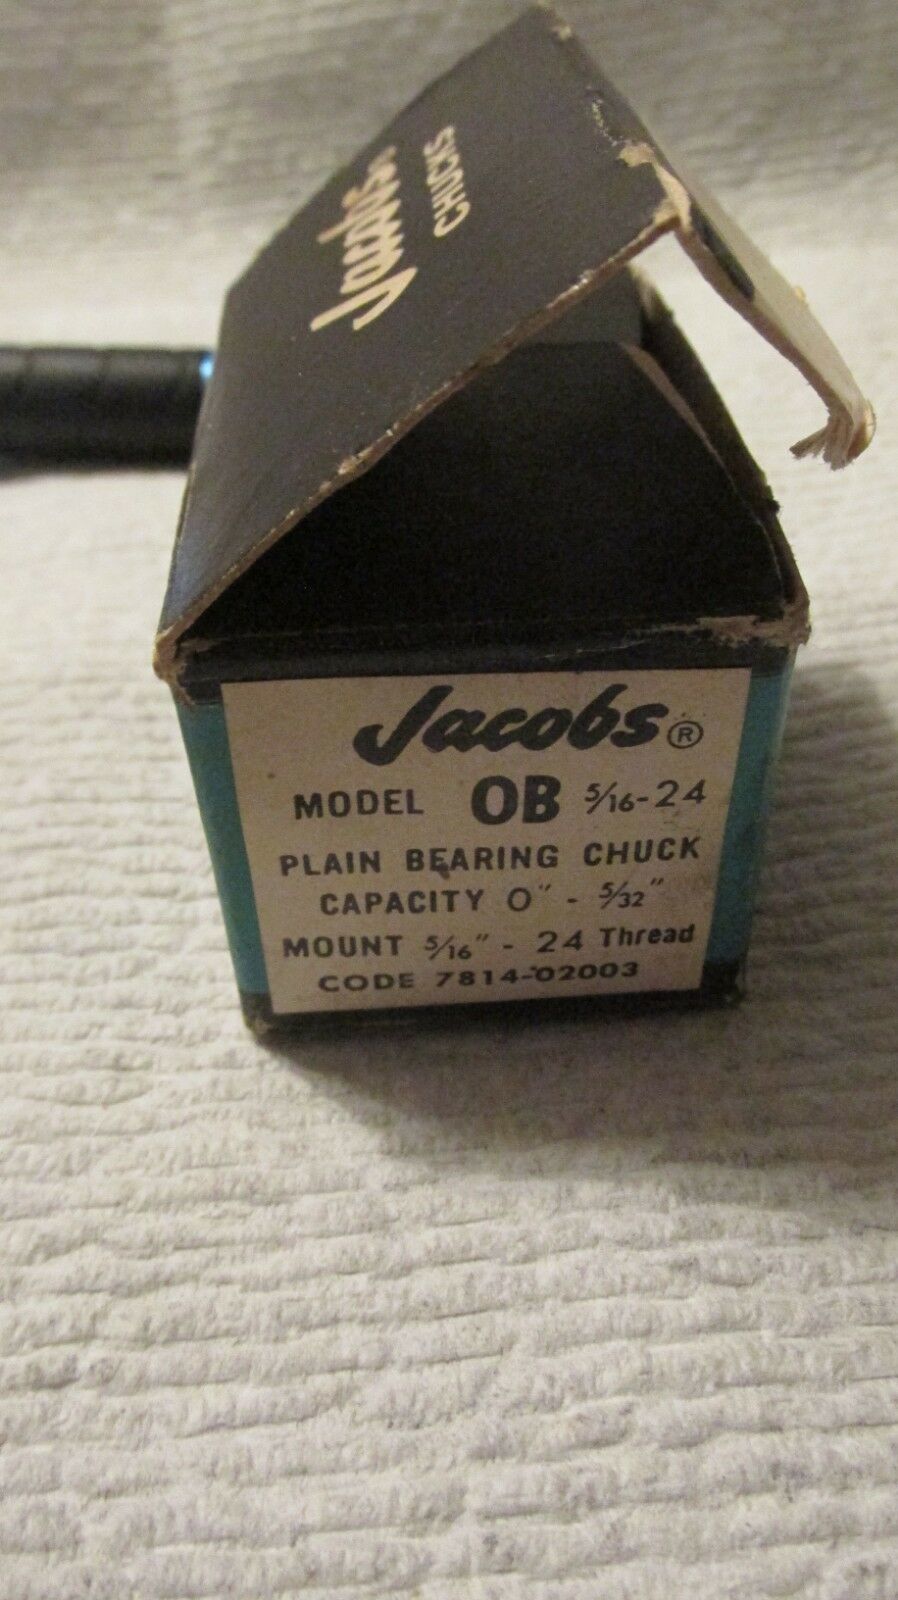 Jacobs
CHUCKS
Jacobs®
MODEL OB 5/16-24
PLAIN BEARING CHUCK
CAPACITY 0" - 5/32"
MOUNT 5/16" - 24 Thread
CODE 7814-02003